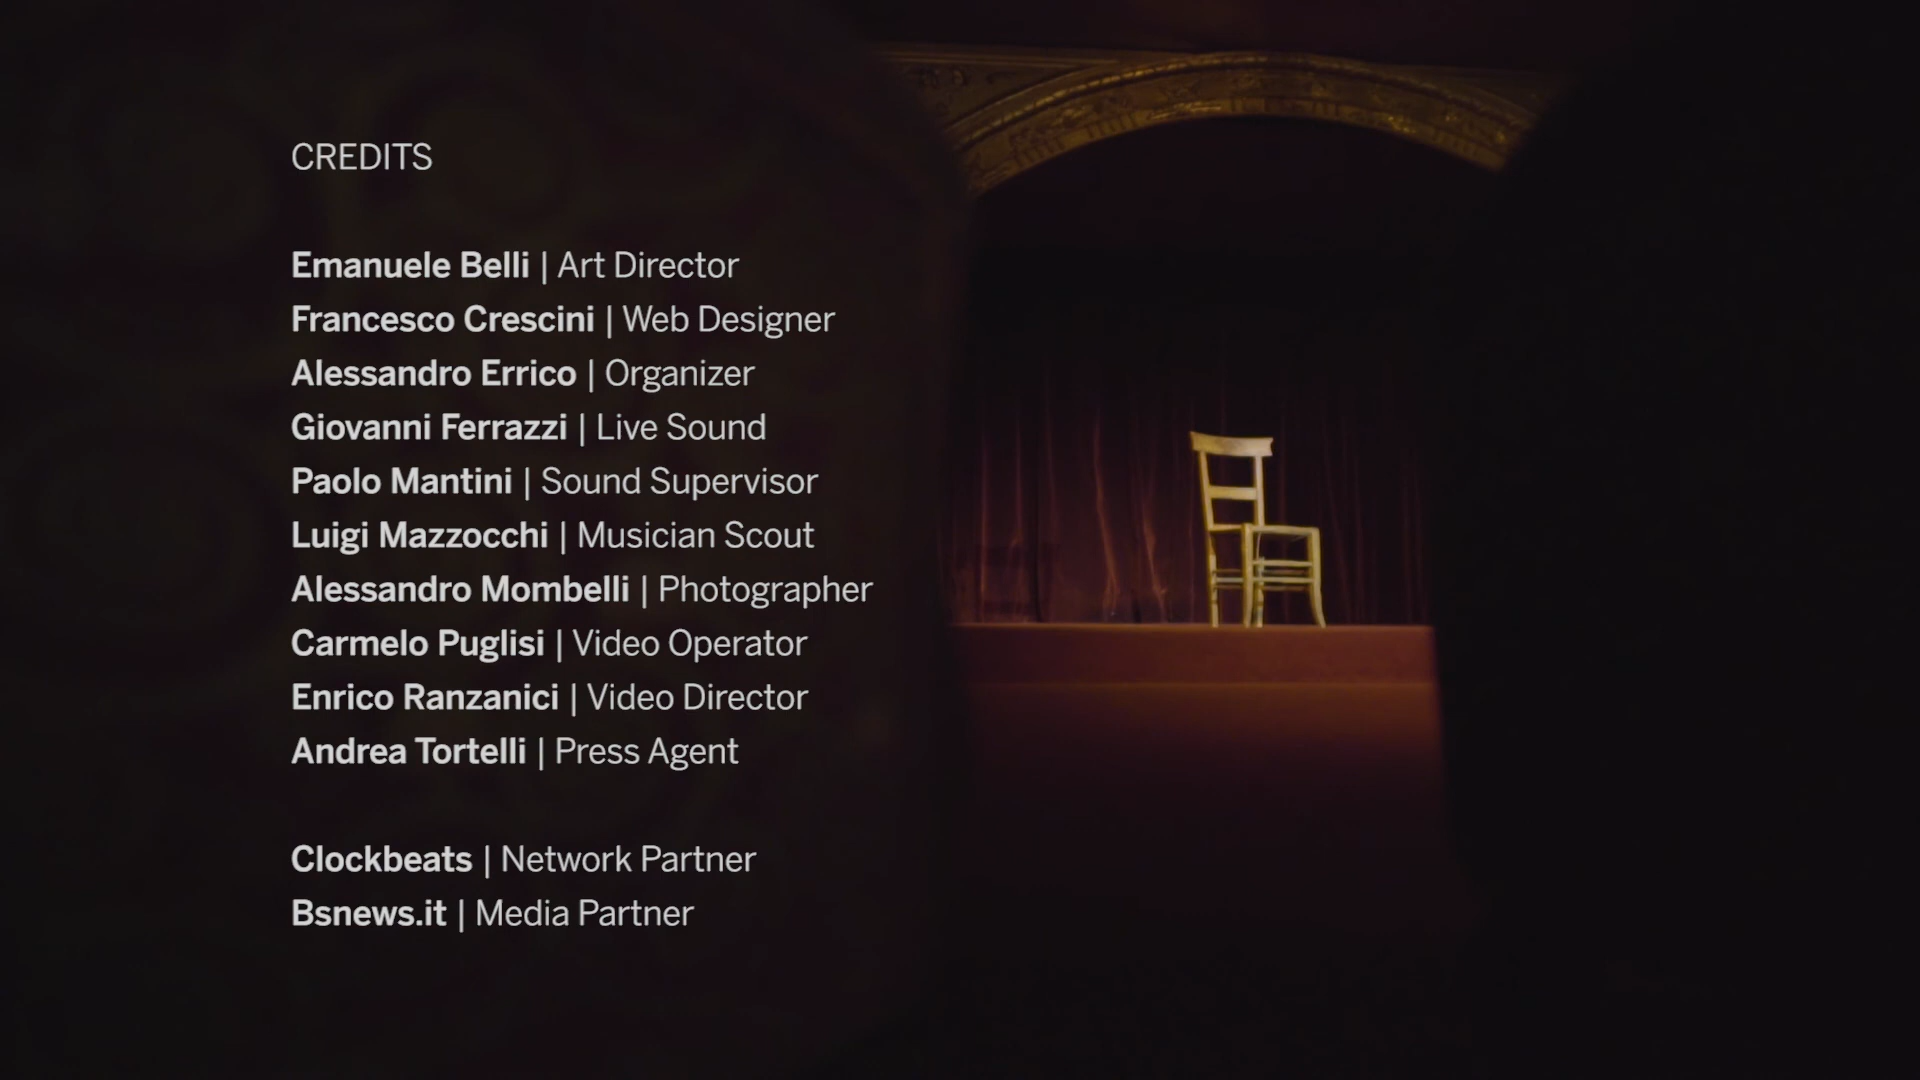 CREDITS
Emanuele Belli | Art Director
Francesco Crescini | Web Designer
Alessandro Errico | Organizer
Giovanni Ferrazzi | Live Sound
Paolo Mantini | Sound Supervisor
Luigi Mazzocchi | Musician Scout
Alessandro Mombelli | Photographer
Carmelo Puglisi | Video Operator
Enrico Ranzanici | Video Director
Andrea Tortelli | Press Agent
Clockbeats | Network Partner
Bsnews.it | Media Partner